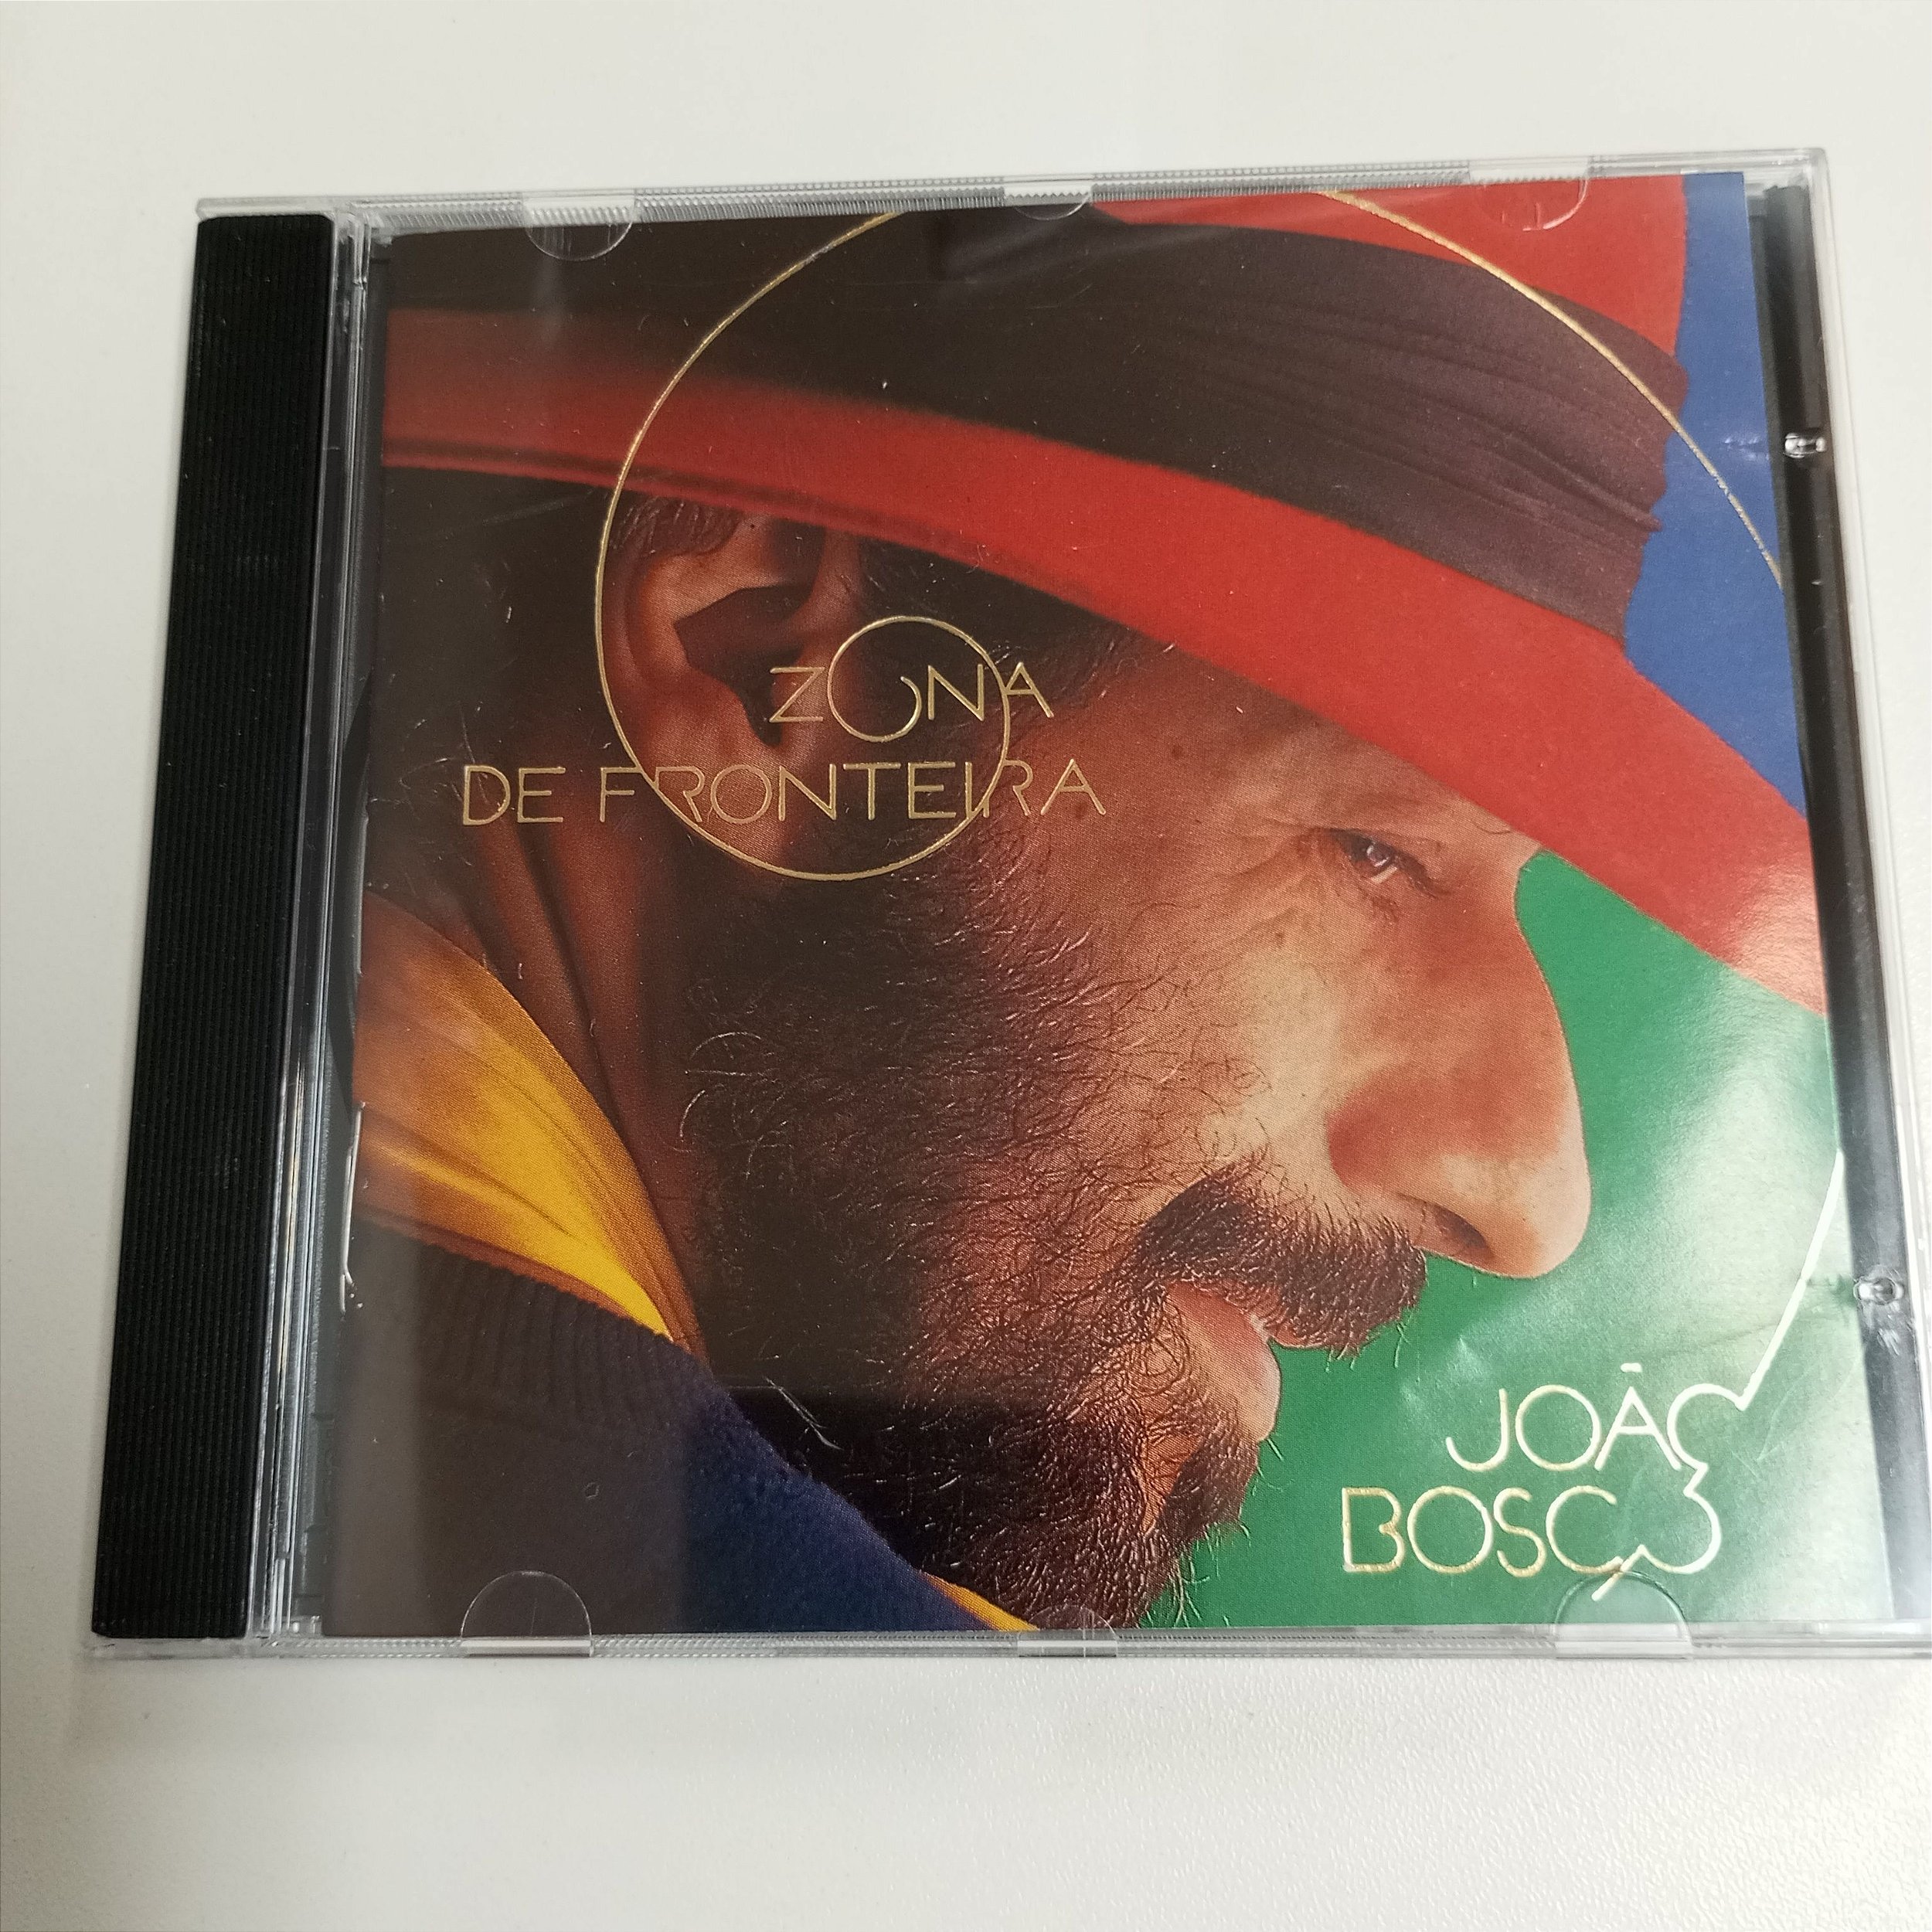 ZONA
DE FRONTEIRA
JOÃO
BOSCO